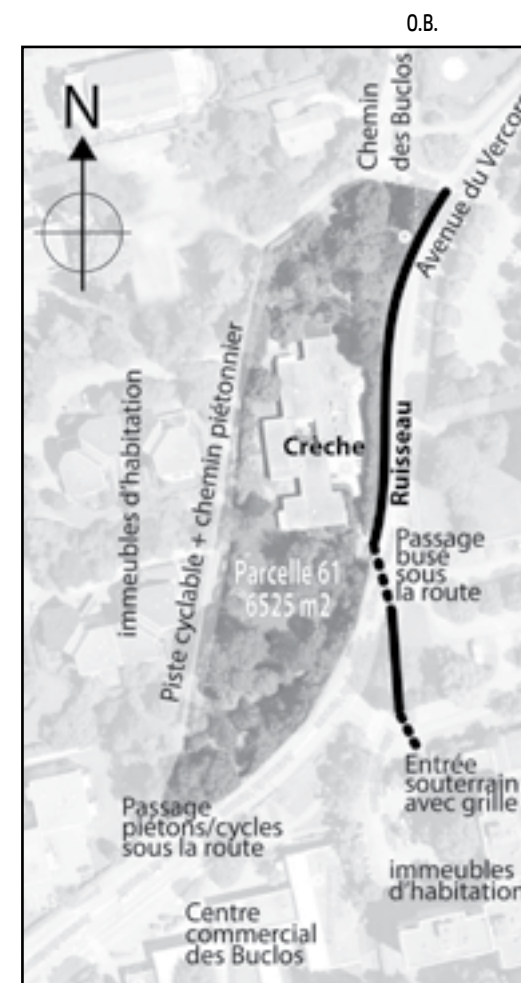 O.B.
N
Chemin
des Buclos
Avenue du Vercors
immeubles d'habitation
Piste cyclable + chemin piétonnier
Crèche
Ruisseau
Passage
busé
sous
la route
Parcelle 61
6525 m2
Entrée
souterrain
avec grille
Passage
piétons/cycles
sous la route
immeubles
d'habitation
Centre
commercial
des Buclos